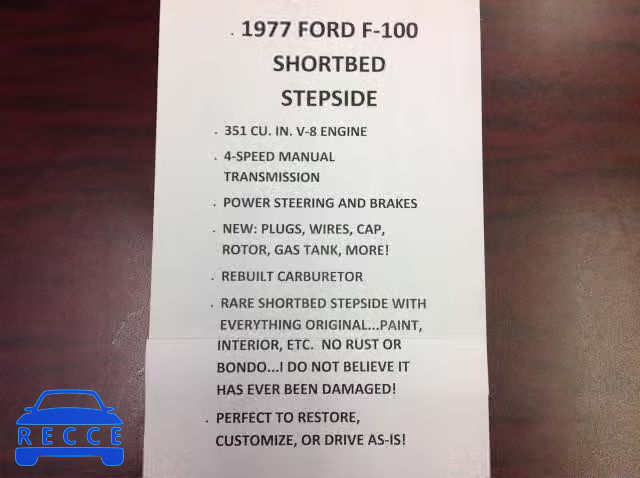 . 1977 FORD F-100
SHORTBED
STEPSIDE
. 351 CU. IN. V-8 ENGINE
. 4-SPEED MANUAL
TRANSMISSION
. POWER STEERING AND BRAKES
. NEW: PLUGS, WIRES, CAP,
ROTOR, GAS TANK, MORE!
. REBUILT CARBURETOR
. RARE SHORTBED STEPSIDE WITH
EVERYTHING ORIGINAL...PAINT,
INTERIOR, ETC. NO RUST OR
BONDO...I DO NOT BELIEVE IT
HAS EVER BEEN DAMAGED!
. PERFECT TO RESTORE,
CUSTOMIZE, OR DRIVE AS-IS!
RECCE